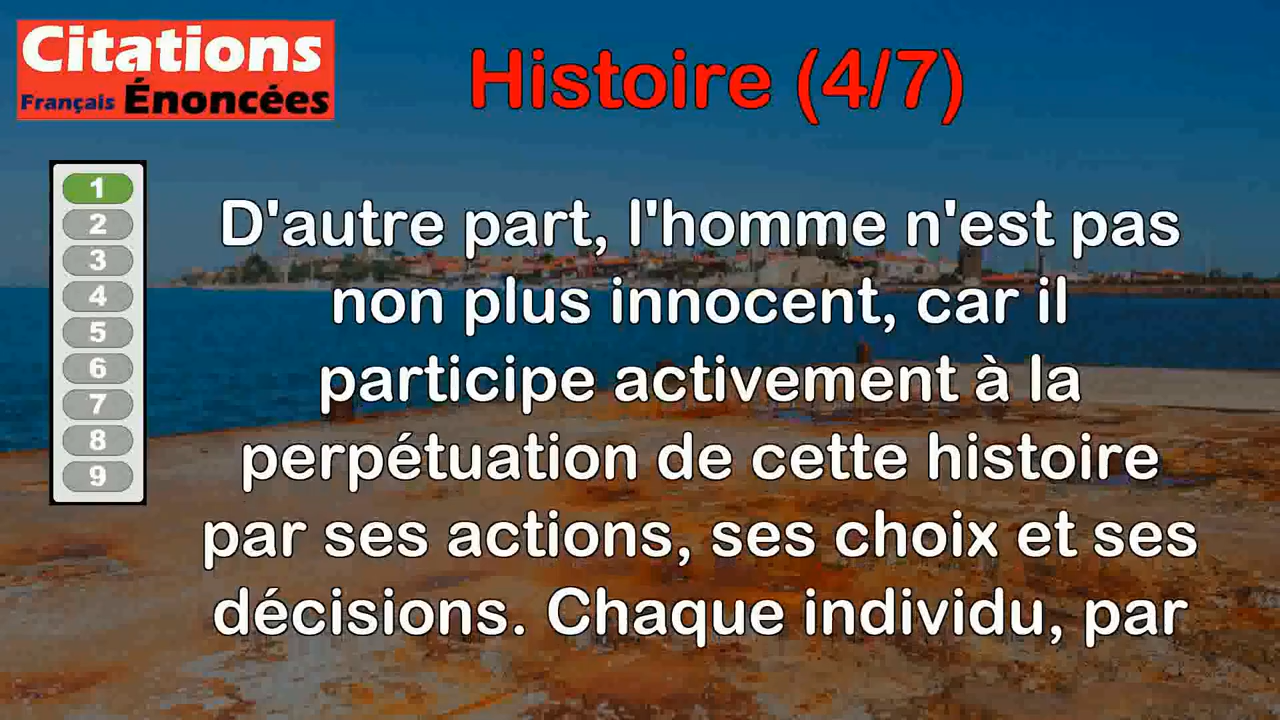 Citations
Français Énoncées
Histoire (4/7)
1
2
3
4
5
6
7
8
9
D'autre part, l'homme n'est pas
non plus innocent, car il
participe activement à la
perpétuation de cette histoire
par ses actions, ses choix et ses
décisions. Chaque individu, par